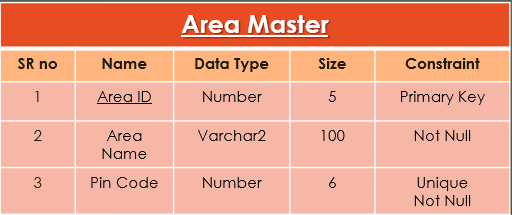 Area Master
SR no Name Data Type Size Constraint
1 Area ID Number 5 Primary Key
2 Area Name Varchar2 100 Not Null
3 Pin Code Number 6 Unique Not Null